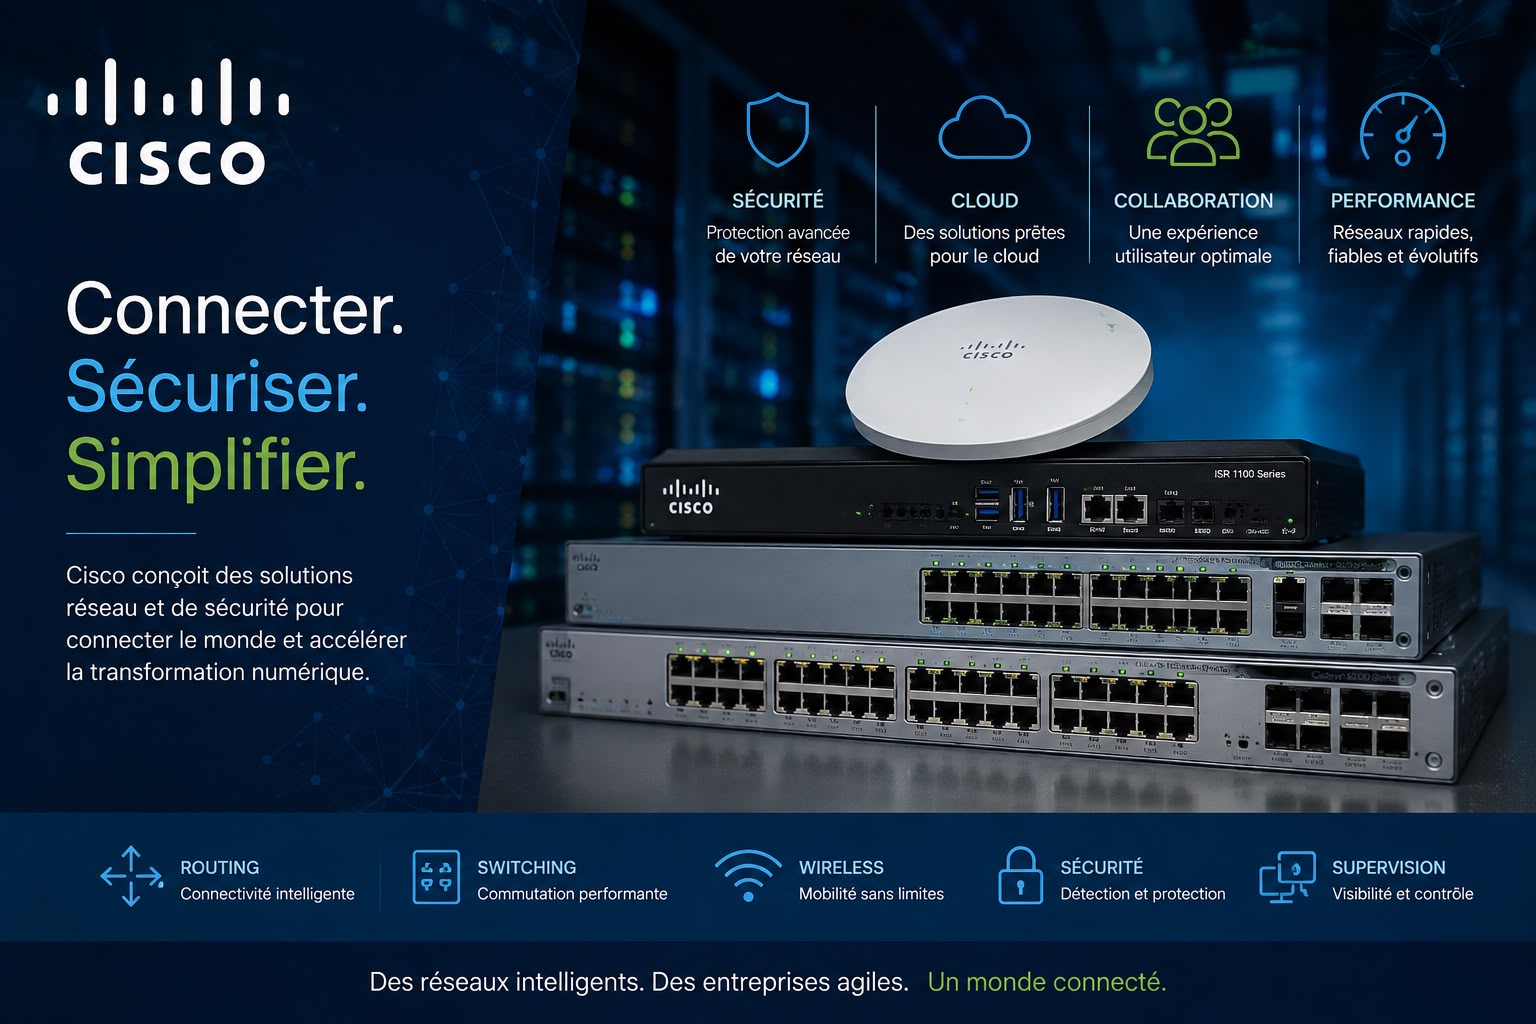 CISCO
Connecter.
Sécuriser.
Simplifier.
Cisco conçoit des solutions
réseau et de sécurité pour
connecter le monde et accélérer
la transformation numérique.
SÉCURITÉ
Protection avancée
de votre réseau
CLOUD
Des solutions prêtes
pour le cloud
COLLABORATION
Une expérience
utilisateur optimale
PERFORMANCE
Réseaux rapides,
fiables et évolutifs
CISCO
ISR 1100 Series
CISCO
ROUTING
Connectivité intelligente
SWITCHING
Commutation performante
WIRELESS
Mobilité sans limites
SÉCURITÉ
Détection et protection
SUPERVISION
Visibilité et contrôle
Des réseaux intelligents. Des entreprises agiles. Un monde connecté.